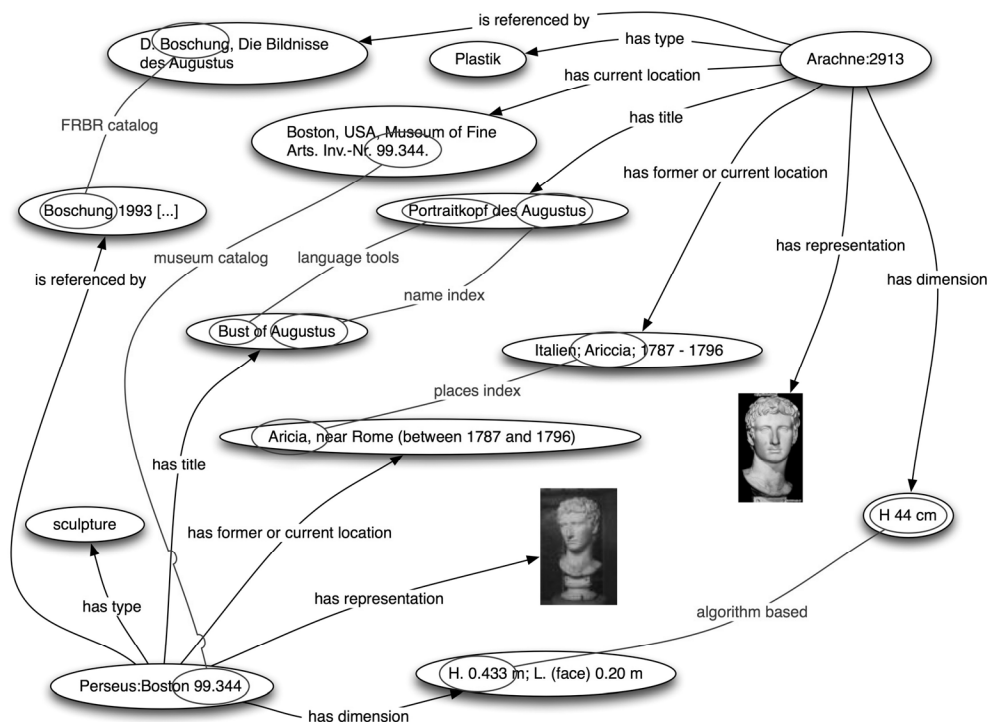 is referenced by
D. Boschung, Die Bildnisse
des Augustus
has type
Plastik
Arachne:2913
has current location
FRBR catalog
Boston, USA, Museum of Fine
Arts. Inv.-Nr. 99.344.
has title
has former or current location
Boschung 1993 [...]
Portraitkopf des Augustus
has representation
museum catalog
language tools
is referenced by
has dimension
name index
Bust of Augustus
Italien; Ariccia; 1787 - 1796
places index
Aricia, near Rome (between 1787 and 1796)
has title
sculpture
H 44 cm
has former or current location
has representation
has type
algorithm based
Perseus:Boston 99.344
H. 0.433 m; L. (face) 0.20 m
has dimension